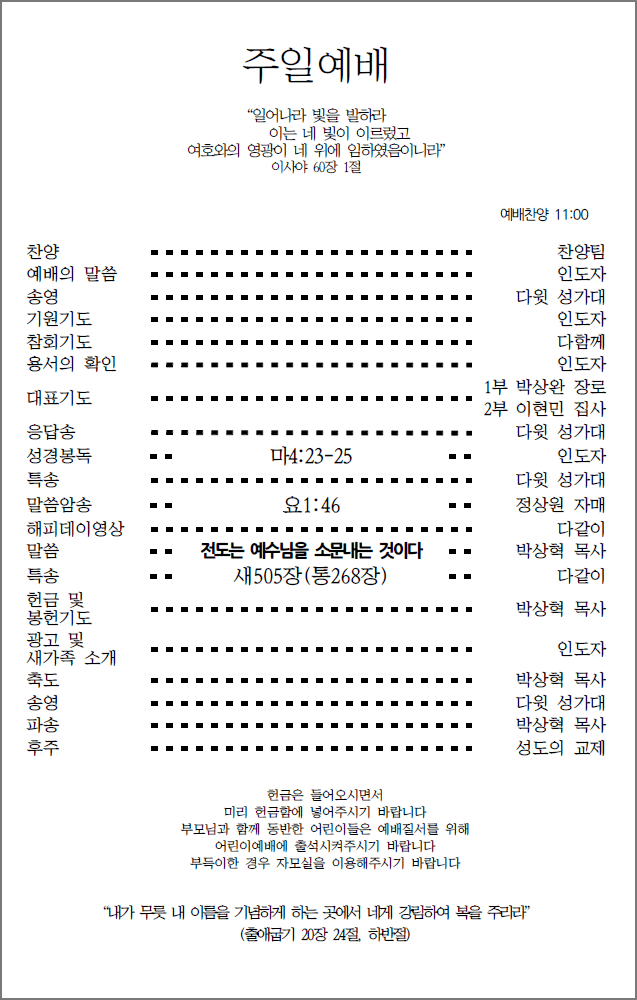 주일예배
“일어나라 빛을 발하라
이는 네 빛이 이르렀고
여호와의 영광이 네 위에 임하였음이니라”
이사야 60장 1절
예배찬양 11:00
찬양 찬양팀
예배의 말씀 인도자
송영 다윗 성가대
기원기도 인도자
참회기도 다함께
용서의 확인 인도자
대표기도 1부 박상완 장로
2부 이현민 집사
응답송 다윗 성가대
성경봉독 마4:23-25 인도자
특송 다윗 성가대
말씀암송 요1:46 정상원 자매
해피데이영상 다같이
말씀 전도는 예수님을 소문내는 것이다 박상혁 목사
특송 새505장(통268장) 다같이
헌금 및
봉헌기도 박상혁 목사
광고 및
새가족 소개 인도자
축도 박상혁 목사
송영 다윗 성가대
파송 박상혁 목사
후주 성도의 교제
헌금은 들어오시면서
미리 헌금함에 넣어주시기 바랍니다
부모님과 함께 동반한 어린이들은 예배질서를 위해
어린이예배에 출석시켜주시기 바랍니다
부득이한 경우 자모실을 이용해주시기 바랍니다
“내가 무릇 내 이름을 기념하게 하는 곳에서 네게 강림하여 복을 주리라”
(출애굽기 20장 24절, 하반절)